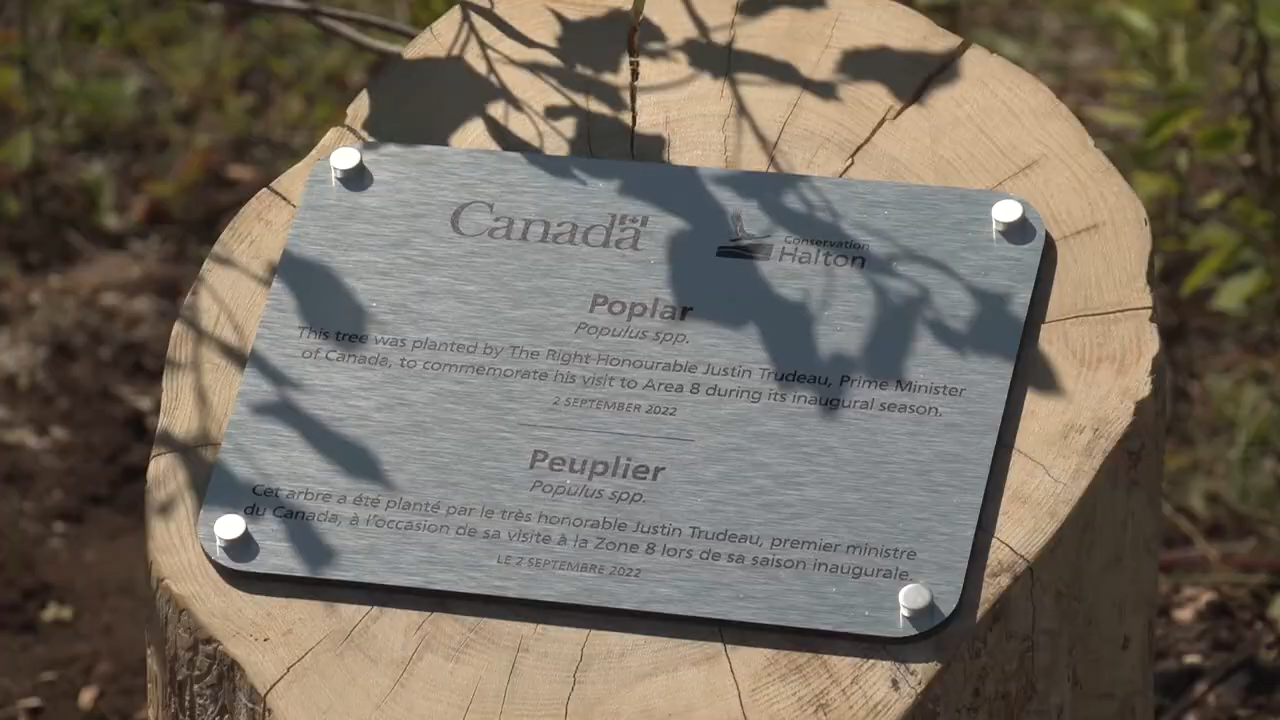 Canada
Conservation
Halton
Poplar
Populus spp.
This tree was planted by The Right Honourable Justin Trudeau, Prime Minister
of Canada, to commemorate his visit to Area 8 during its inaugural season.
2 SEPTEMBER 2022
Peuplier
Populus spp.
Cet arbre a été planté par le très honorable Justin Trudeau, premier ministre
du Canada, à l'occasion de sa visite à la Zone 8 lors de sa saison inaugurale.
LE 2 SEPTEMBRE 2022